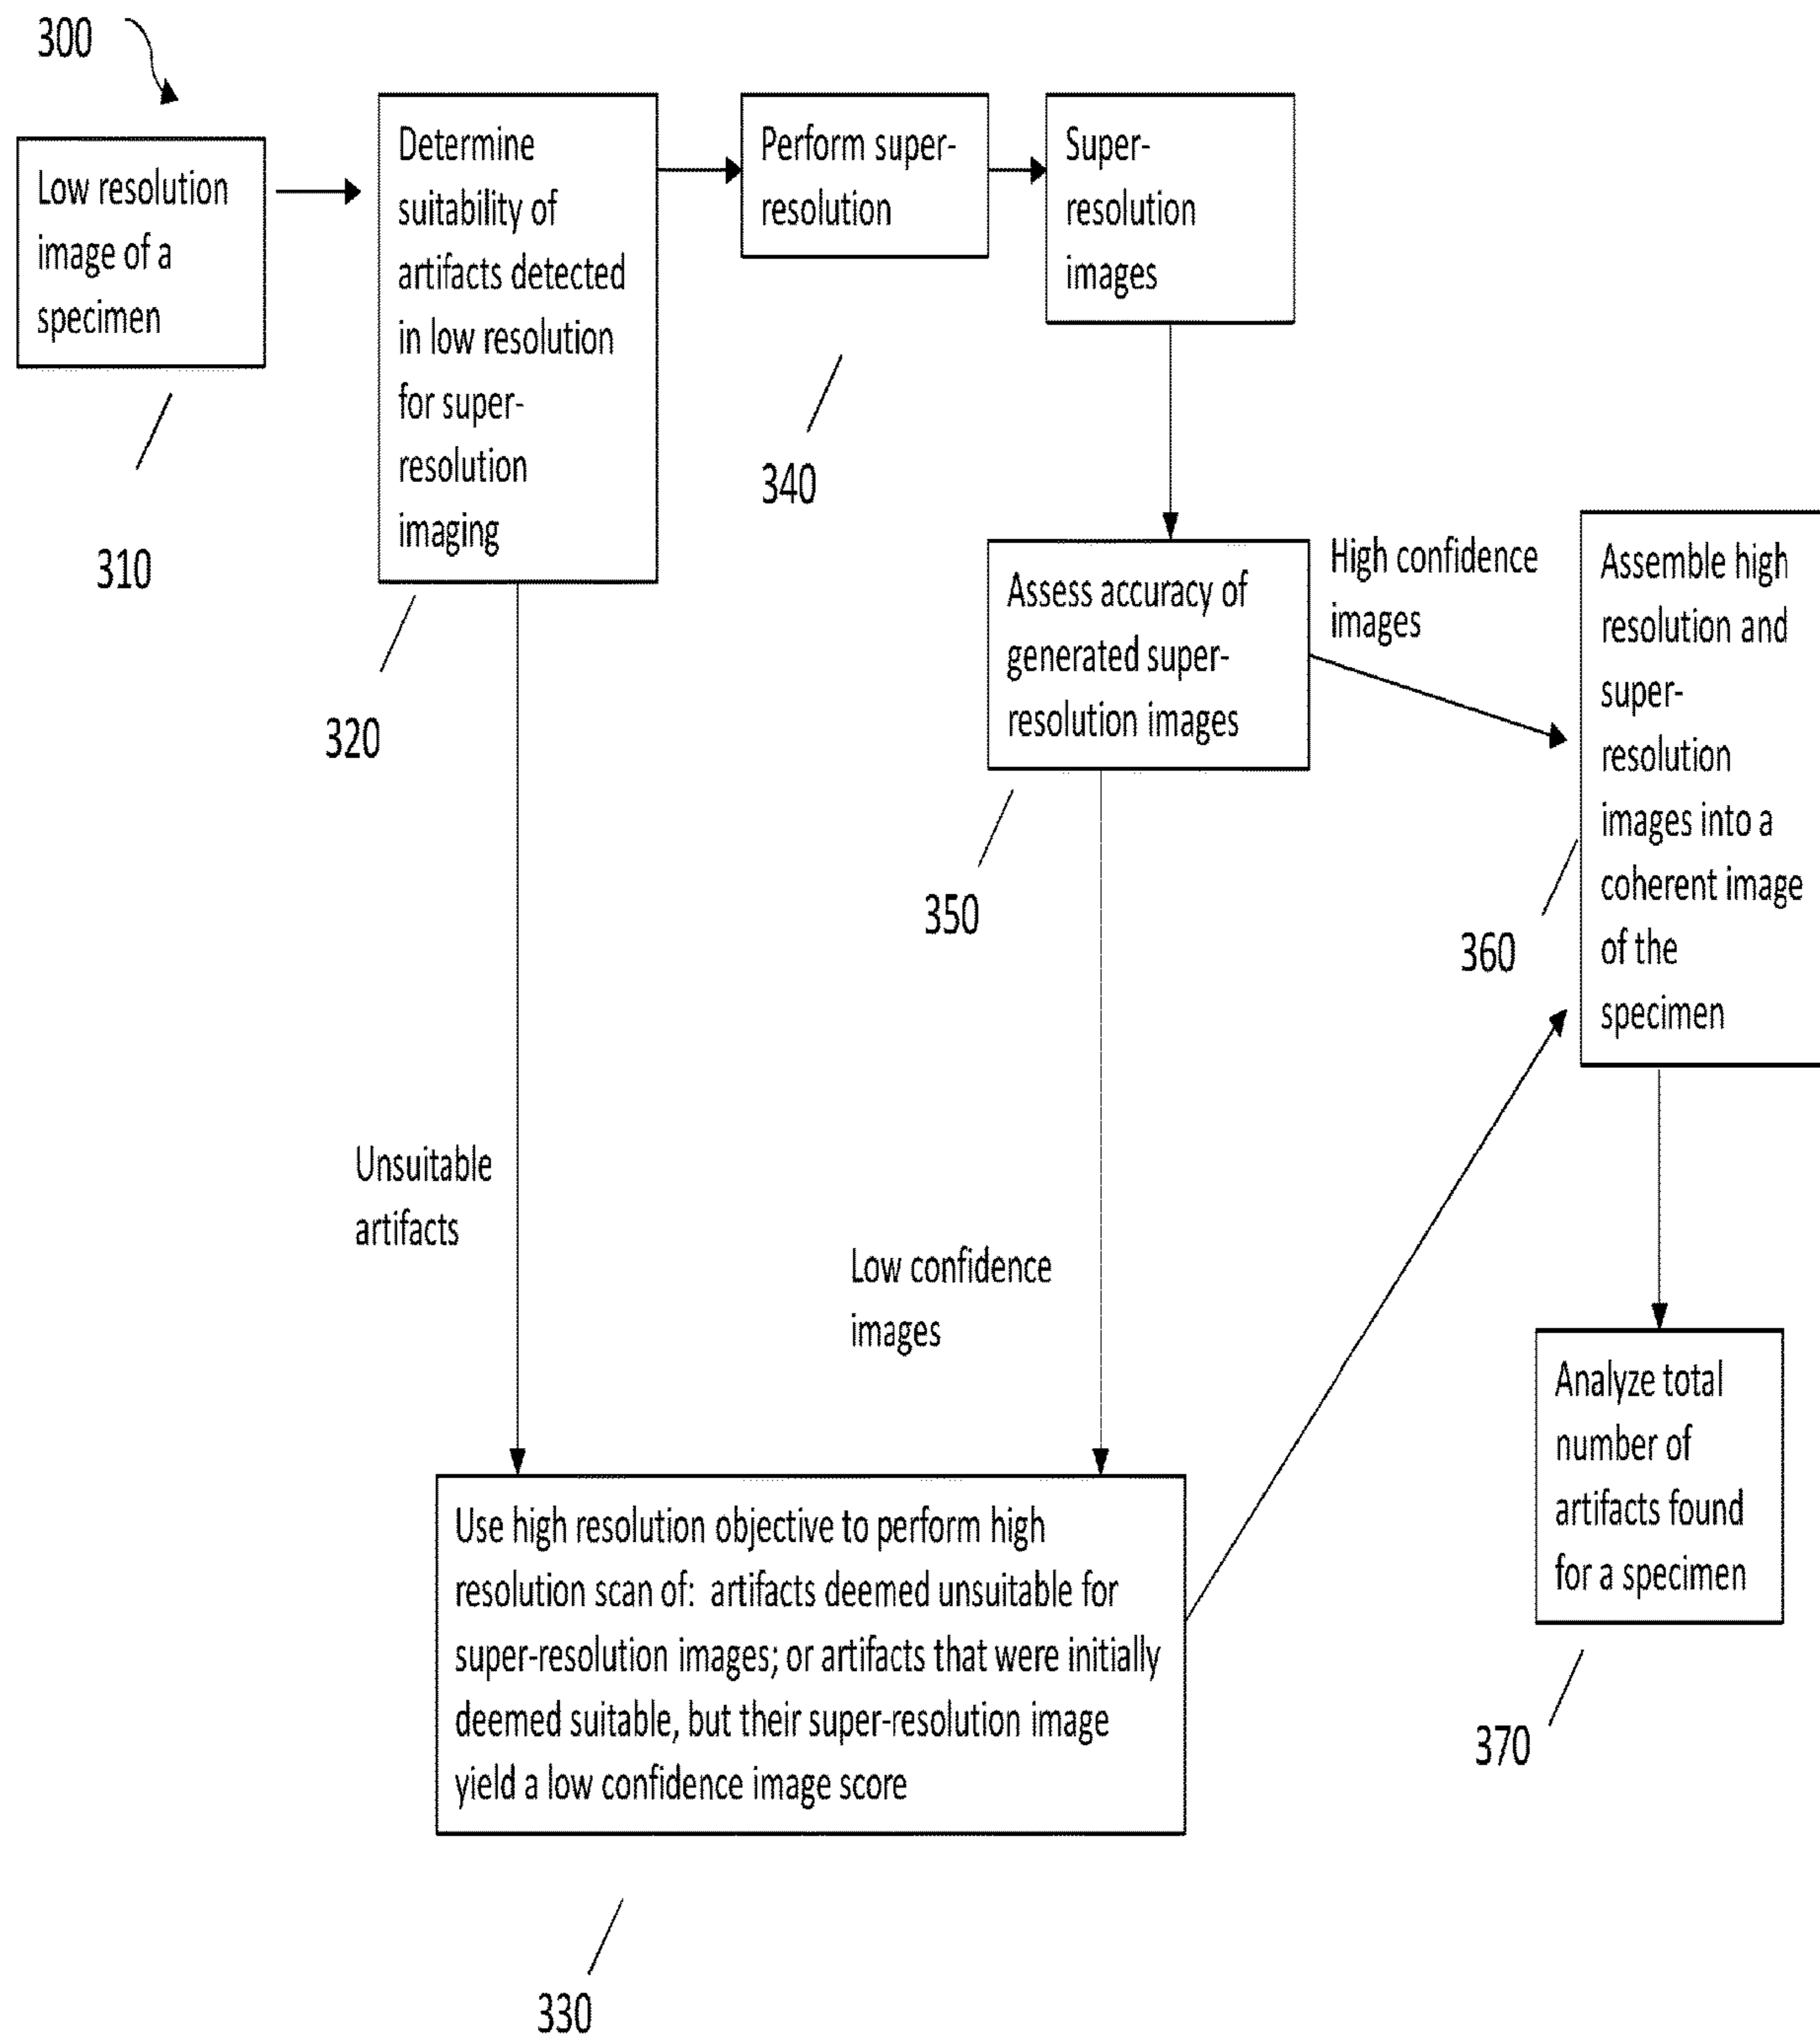 300
Low resolution
image of a
specimen
310
Determine
suitability of
artifacts detected
in low resolution
for super-
resolution
imaging
320
Perform super-
resolution
340
Super-
resolution
images
Assess accuracy of
generated super-
resolution images
350
High confidence
images
Assemble high
resolution and
super-
resolution
images into a
coherent image
of the
specimen
360
Unsuitable
artifacts
Low confidence
images
Use high resolution objective to perform high
resolution scan of:  artifacts deemed unsuitable for
super-resolution images; or artifacts that were initially
deemed suitable, but their super-resolution image
yield a low confidence image score
330
Analyze total
number of
artifacts found
for a specimen
370